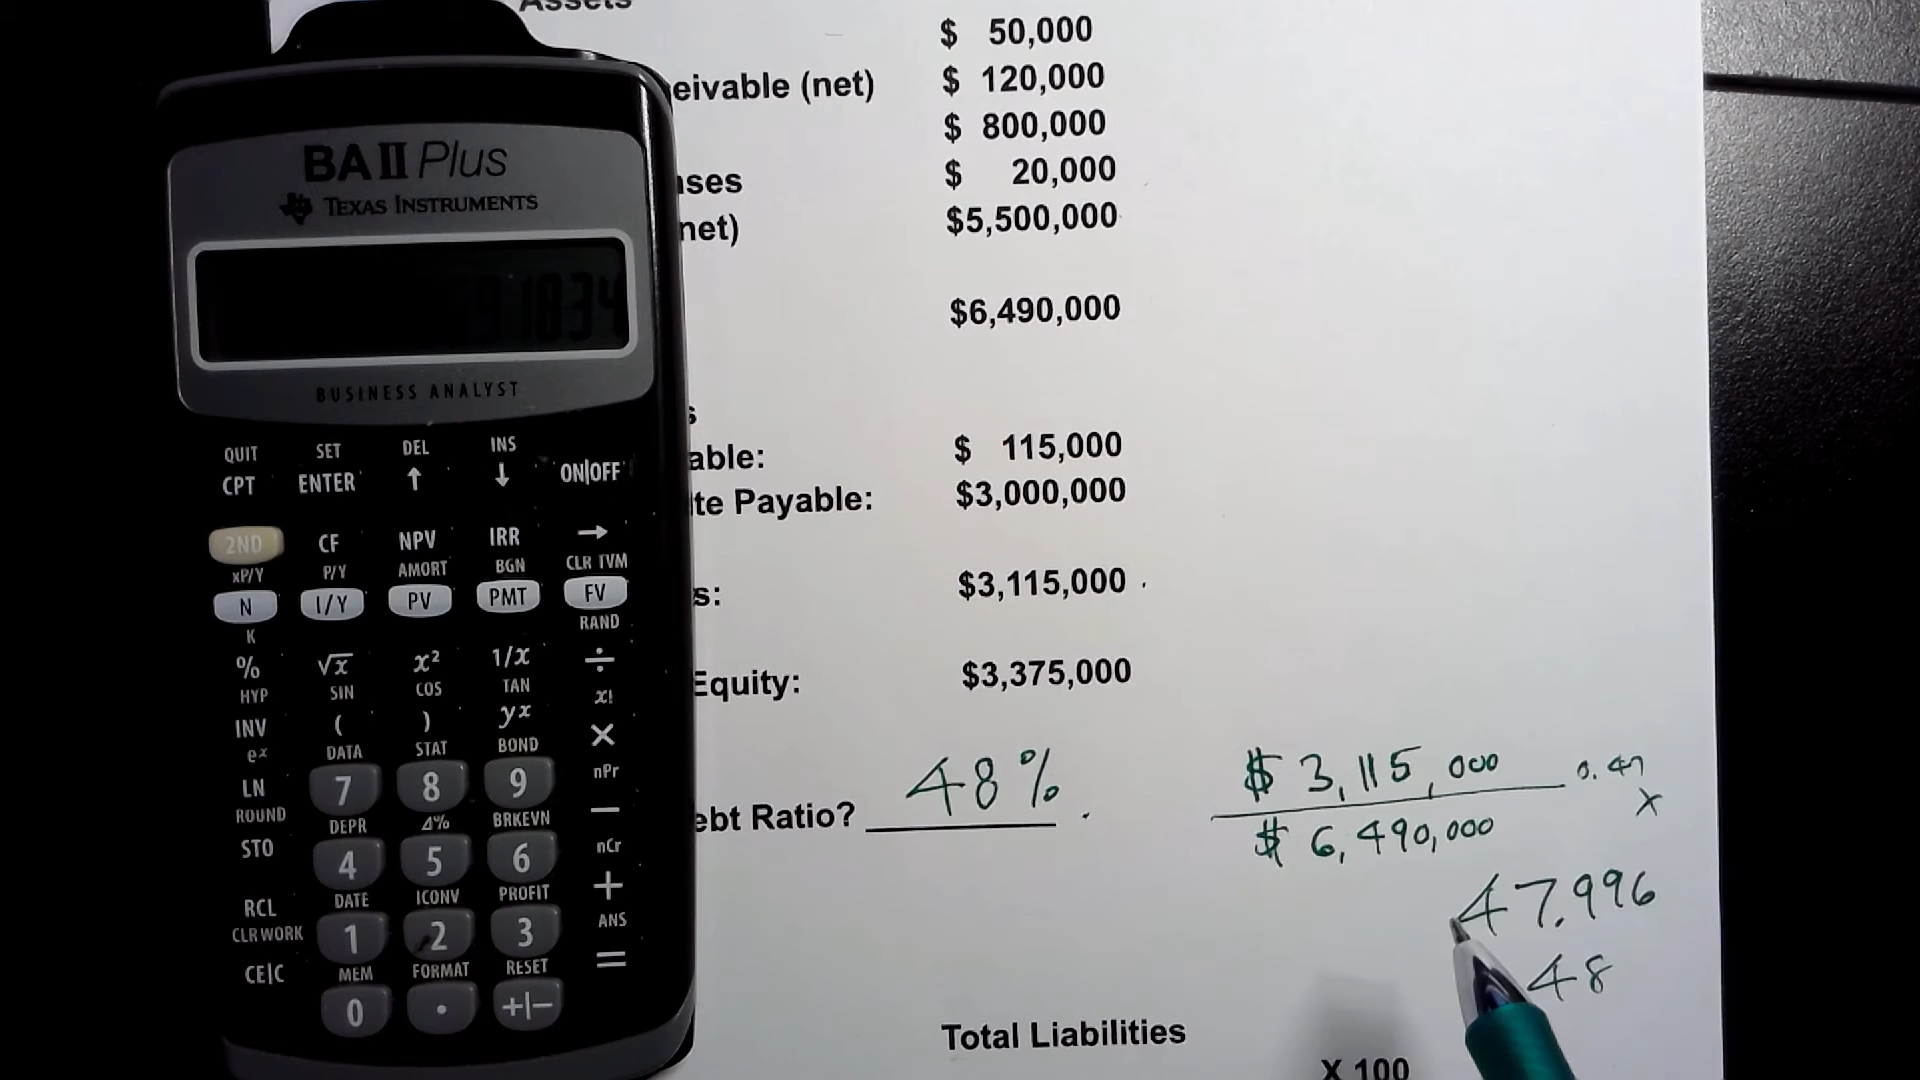 Assets
$ 50,000
eivable (net) $ 120,000
$ 800,000
ses $ 20,000
net) $5,500,000
$6,490,000
s
able: $ 115,000
te Payable: $3,000,000
s: $3,115,000
Equity: $3,375,000
ebt Ratio? 48%
$ 3,115,000
$ 6,490,000
x
47.996
48
Total Liabilities
X 100
BA II Plus
TEXAS INSTRUMENTS
BUSINESS ANALYST
QUIT SET DEL INS
CPT ENTER ↑ ↓ ON|OFF
2ND CF NPV IRR →
xP/Y P/Y AMORT BGN CLR TVM
N I/Y PV PMT FV
K RAND
% √x x² 1/x ÷
HYP SIN COS TAN x!
INV ( ) yx ×
ex DATA STAT BOND nPr
LN 7 8 9 −
ROUND DEPR Δ% BRKEVN nCr
STO 4 5 6 +
DATE ICONV PROFIT ANS
RCL 1 2 3 =
CLR WORK MEM FORMAT RESET
CE|C 0 . +|−